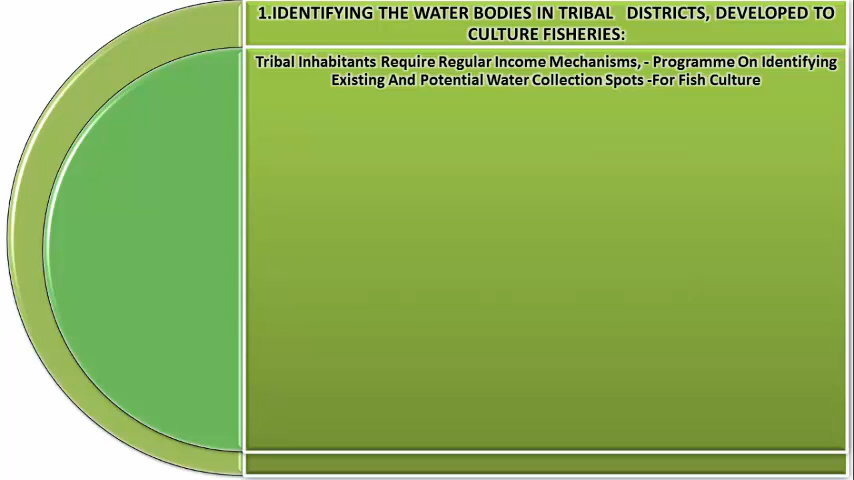 1.IDENTIFYING THE WATER BODIES IN TRIBAL DISTRICTS, DEVELOPED TO
CULTURE FISHERIES:
Tribal Inhabitants Require Regular Income Mechanisms, - Programme On Identifying
Existing And Potential Water Collection Spots -For Fish Culture